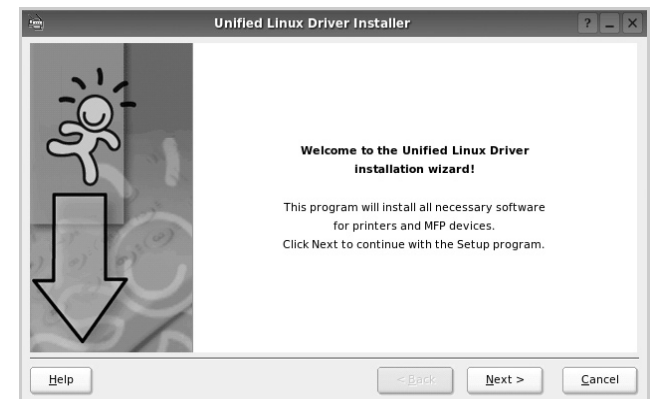 Unified Linux Driver Installer
? _ X
Welcome to the Unified Linux Driver
installation wizard!
This program will install all necessary software
for printers and MFP devices.
Click Next to continue with the Setup program.
Help
< Back
Next >
Cancel